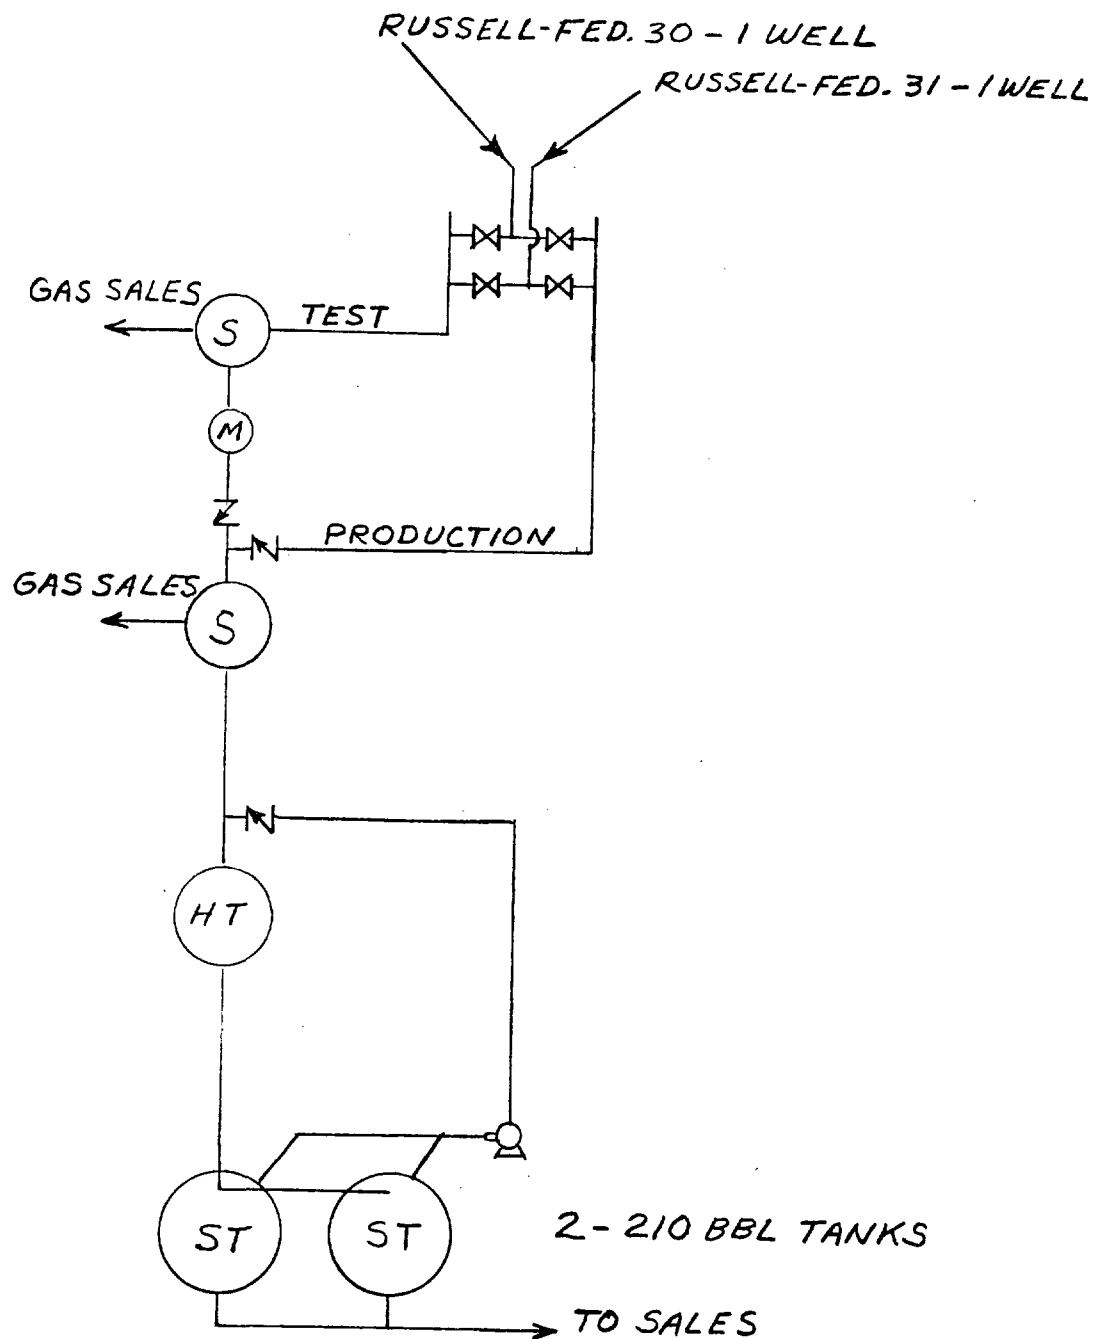 RUSSELL-FED. 30-1 WELL
RUSSELL-FED. 31-1 WELL
GAS SALES
S
TEST
M
PRODUCTION
GAS SALES
S
HT
ST
ST
2-210 BBL TANKS
TO SALES